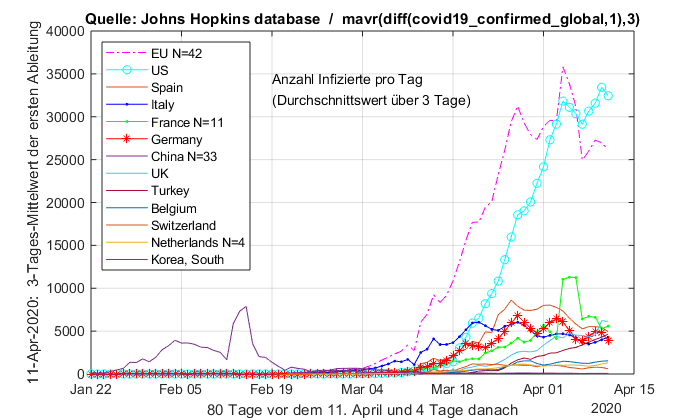 Quelle: Johns Hopkins database / mavr(diff(covid19_confirmed_global,1),3)
11-Apr-2020: 3-Tages-Mittelwert der ersten Ableitung
40000
35000
30000
25000
20000
15000
10000
5000
0
EU N=42
US
Spain
Italy
France N=11
Germany
China N=33
UK
Turkey
Belgium
Switzerland
Netherlands N=4
Korea, South
Anzahl Infizierte pro Tag
(Durchschnittswert über 3 Tage)
Jan 22
Feb 05
Feb 19
Mar 04
Mar 18
Apr 01
Apr 15
80 Tage vor dem 11. April und 4 Tage danach
2020